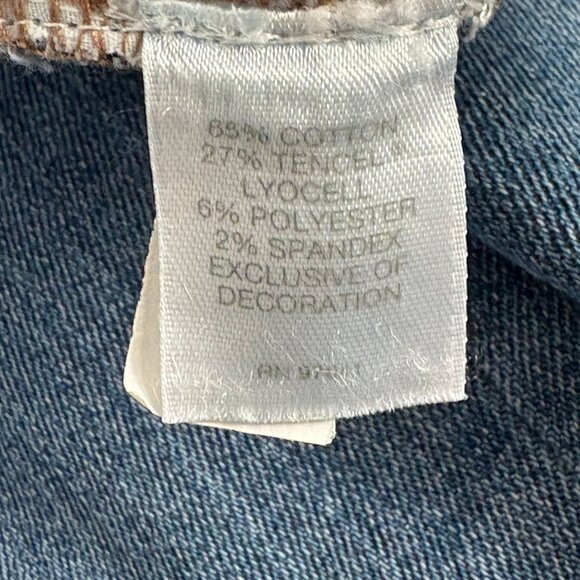 65% COTTON
27% TENCEL
LYOCELL
6% POLYESTER
2% SPANDEX
EXCLUSIVE OF
DECORATION
RN